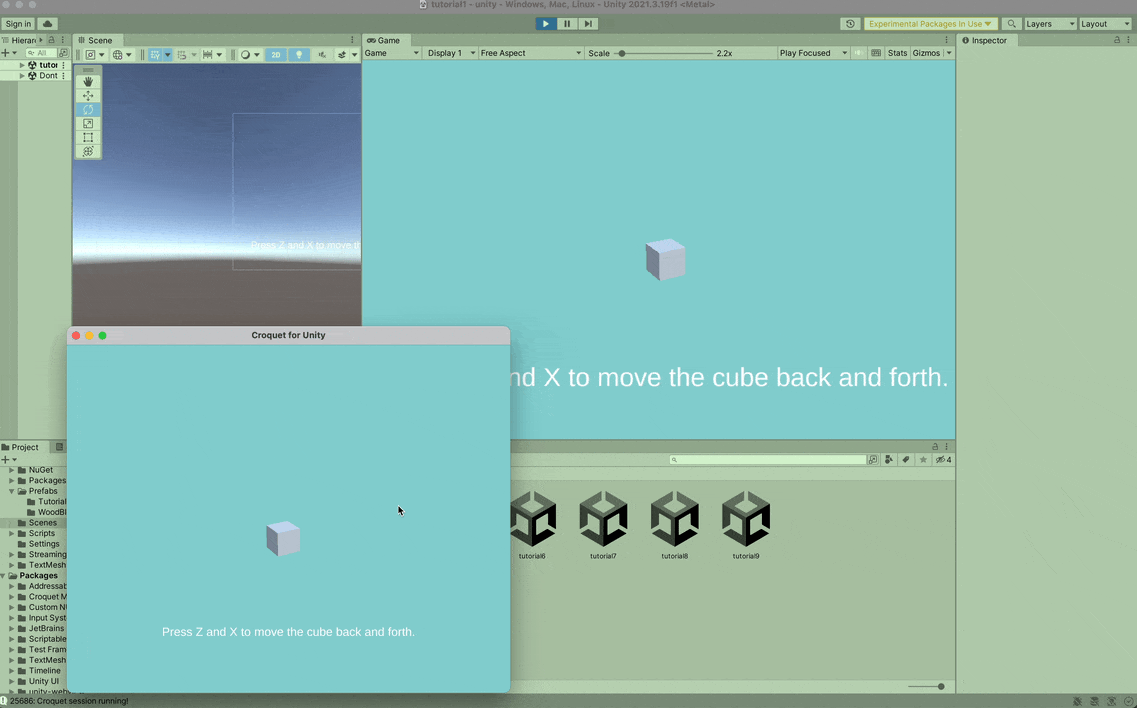 tutorial1 - unity - Windows, Mac, Linux - Unity 2021.3.19f1 <Metal>
Sign in
Experimental Packages In Use
Layers
Layout
Hierar
All
tutor
Dont
Scene
2D
Press Z and X to move th
Game
Game
Display 1
Free Aspect
Scale
2.2x
Play Focused
Stats
Gizmos
nd X to move the cube back and forth.
Inspector
Croquet for Unity
Press Z and X to move the cube back and forth.
Project
4
NuGet
Packages
Prefabs
Tutorial
WoodBl
Scenes
Scripts
Settings
Streaming
TextMesh
Packages
Addressab
Croquet M
Custom NU
Input Syst
JetBrains
Scriptable
Test Fram
TextMesh
Timeline
Unity UI
unity-webv
tutorial6
tutorial7
tutorial8
tutorial9
25686: Croquet session running!